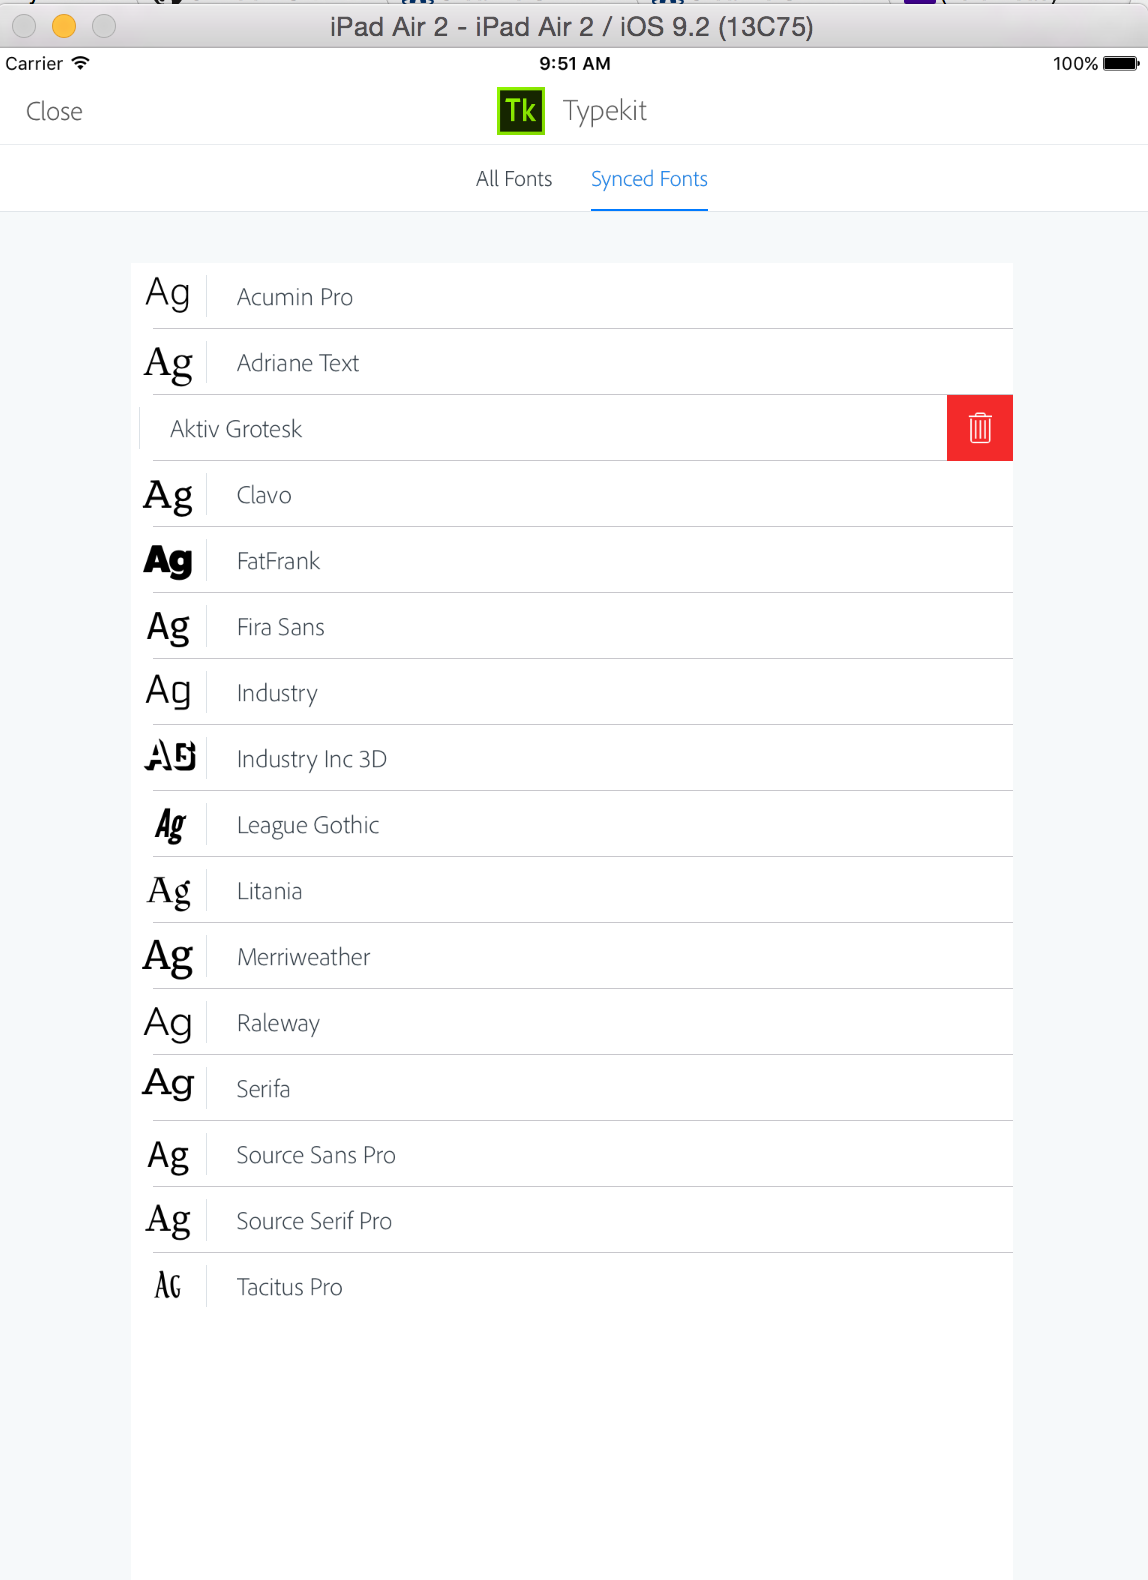 iPad Air 2 - iPad Air 2 / iOS 9.2 (13C75)
Carrier 9:51 AM 100%
Close Tk Typekit
All Fonts Synced Fonts
Ag Acumin Pro
Ag Adriane Text
Aktiv Grotesk
Ag Clavo
Ag FatFrank
Ag Fira Sans
Ag Industry
AG Industry Inc 3D
Ag League Gothic
Ag Litania
Ag Merriweather
Ag Raleway
Ag Serifa
Ag Source Sans Pro
Ag Source Serif Pro
AG Tacitus Pro